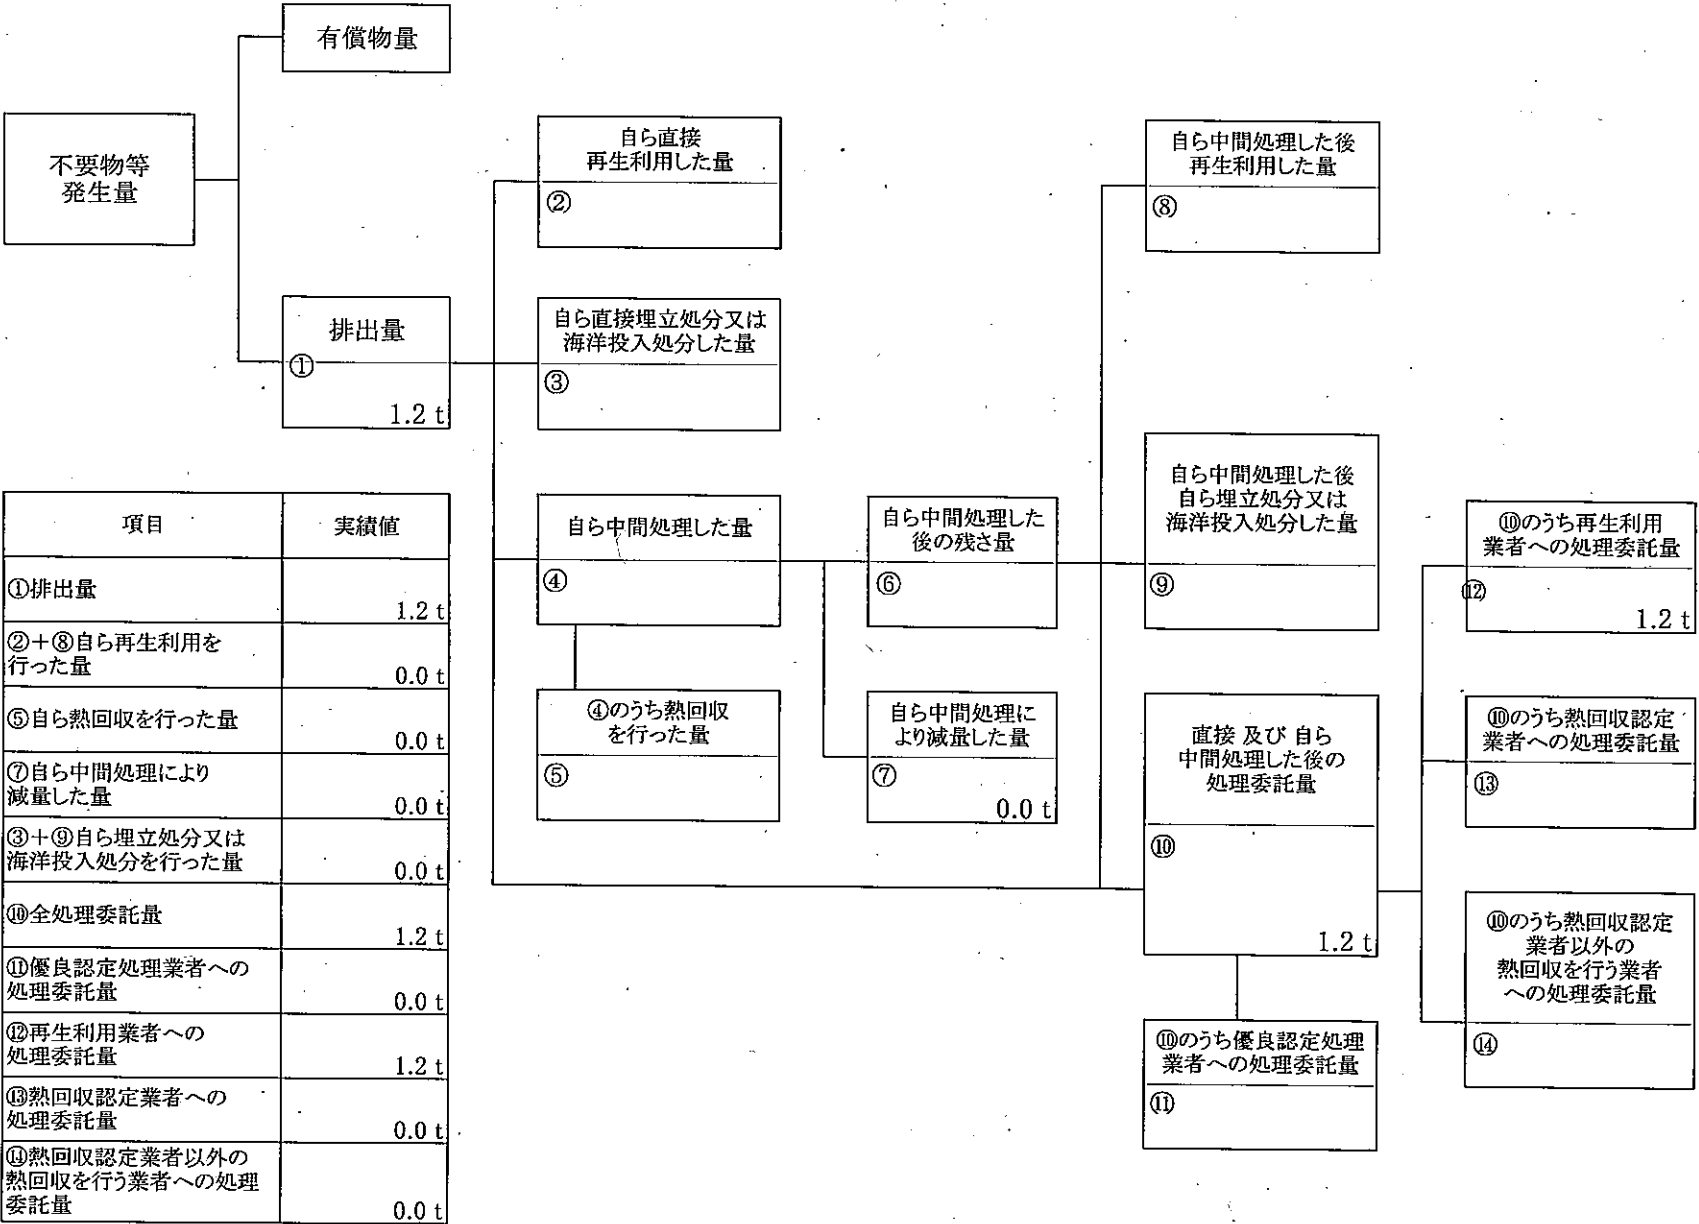 有償物量
不要物等
発生量
排出量
①
1.2 t
自ら直接
再生利用した量
②
自ら直接埋立処分又は
海洋投入処分した量
③
自ら中間処理した量
④
④のうち熱回収
を行った量
⑤
自ら中間処理した
後の残さ量
⑥
自ら中間処理に
より減量した量
⑦
0.0 t
自ら中間処理した後
再生利用した量
⑧
自ら中間処理した後
自ら埋立処分又は
海洋投入処分した量
⑨
直接 及び 自ら
中間処理した後の
処理委託量
⑩
1.2 t
⑩のうち優良認定処理
業者への処理委託量
⑪
⑩のうち再生利用
業者への処理委託量
⑫
1.2 t
⑩のうち熱回収認定
業者への処理委託量
⑬
⑩のうち熱回収認定
業者以外の
熱回収を行う業者
への処理委託量
⑭
項目 実績値
①排出量
1.2 t
②+⑧自ら再生利用を
行った量
0.0 t
⑤自ら熱回収を行った量
0.0 t
⑦自ら中間処理により
減量した量
0.0 t
③+⑨自ら埋立処分又は
海洋投入処分を行った量
0.0 t
⑩全処理委託量
1.2 t
⑪優良認定処理業者への
処理委託量
0.0 t
⑫再生利用業者への
処理委託量
1.2 t
⑬熱回収認定業者への
処理委託量
0.0 t
⑭熱回収認定業者以外の
熱回収を行う業者への処理
委託量
0.0 t